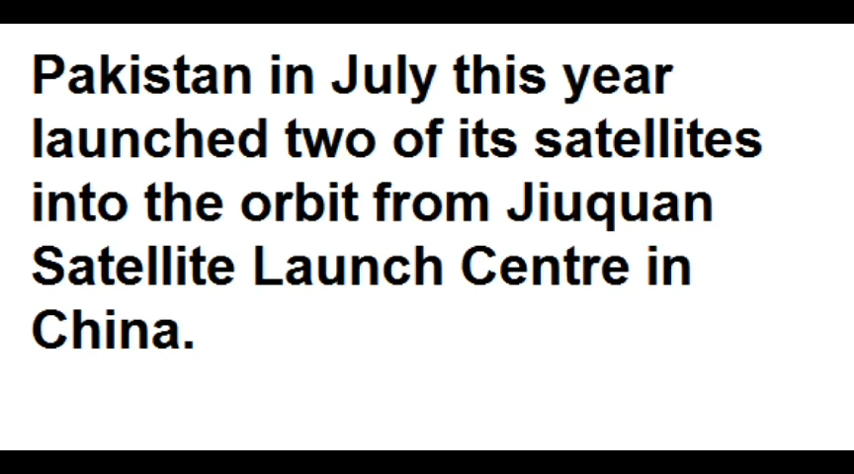 Pakistan in July this year
launched two of its satellites
into the orbit from Jiuquan
Satellite Launch Centre in
China.